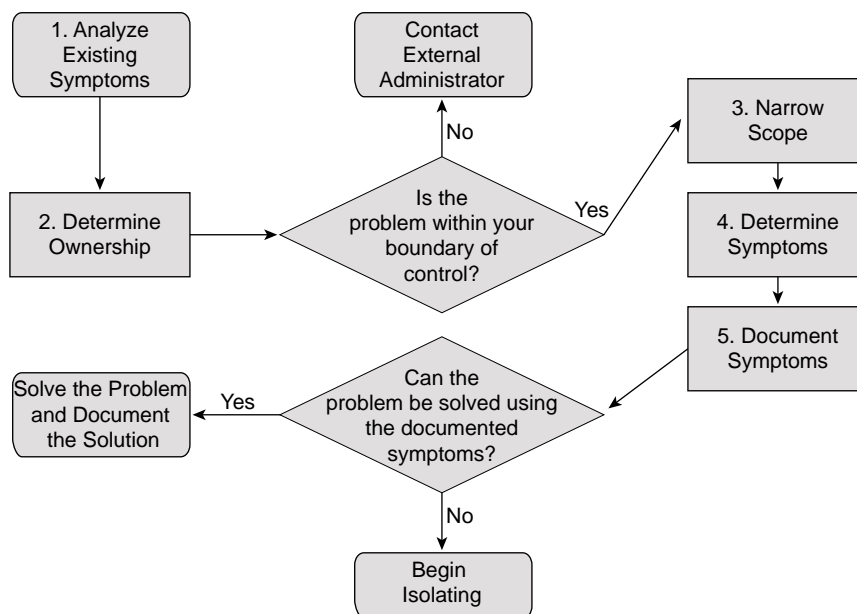 1. Analyze
Existing
Symptoms
Contact
External
Administrator
No
3. Narrow
Scope
2. Determine
Ownership
Is the
problem within your
boundary of
control?
Yes
4. Determine
Symptoms
5. Document
Symptoms
Can the
problem be solved using
the documented
symptoms?
Yes
Solve the Problem
and Document
the Solution
No
Begin
Isolating